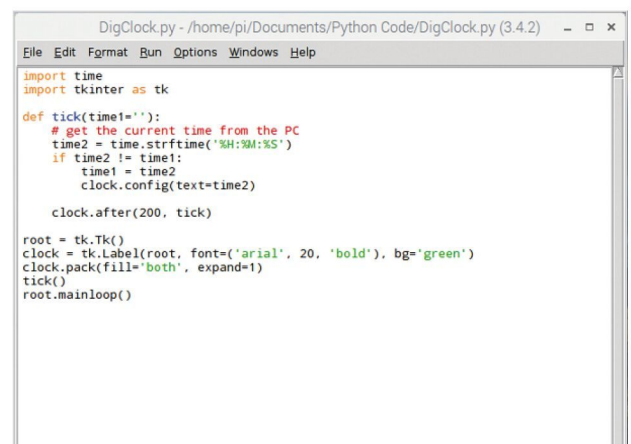 DigClock.py - /home/pi/Documents/Python Code/DigClock.py (3.4.2)
File Edit Format Run Options Windows Help
import time
import tkinter as tk

def tick(time1=''):
    # get the current time from the PC
    time2 = time.strftime('%H:%M:%S')
    if time2 != time1:
        time1 = time2
        clock.config(text=time2)

    clock.after(200, tick)

root = tk.Tk()
clock = tk.Label(root, font=('arial', 20, 'bold'), bg='green')
clock.pack(fill='both', expand=1)
tick()
root.mainloop()